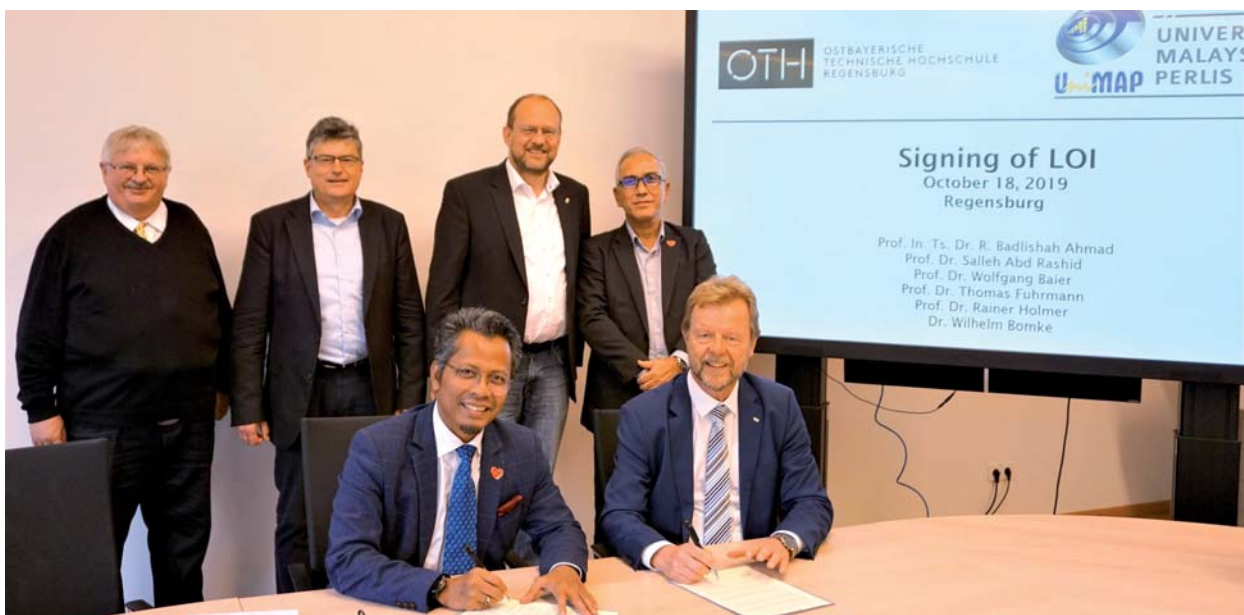 OTH
OSTBAYERISCHE
TECHNISCHE HOCHSCHULE
REGENSBURG
UniMAP
UNIVER
MALAYS
PERLIS
Signing of LOI
October 18, 2019
Regensburg
Prof. In. Ts. Dr. R. Badlishah Ahmad
Prof. Dr. Salleh Abd Rashid
Prof. Dr. Wolfgang Baier
Prof. Dr. Thomas Fuhrmann
Prof. Dr. Rainer Holmer
Dr. Wilhelm Bomke